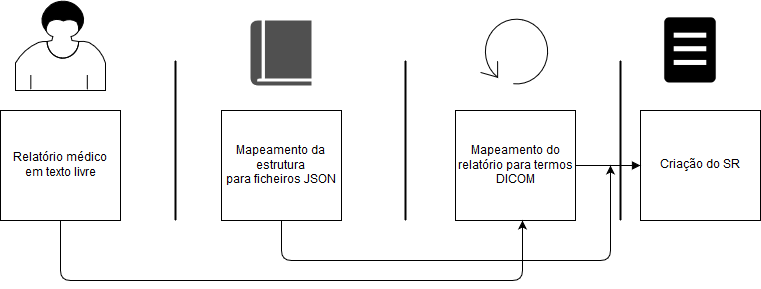 Relatório médico
em texto livre
Mapeamento da
estrutura
para ficheiros JSON
Mapeamento do
relatório para termos
DICOM
Criação do SR